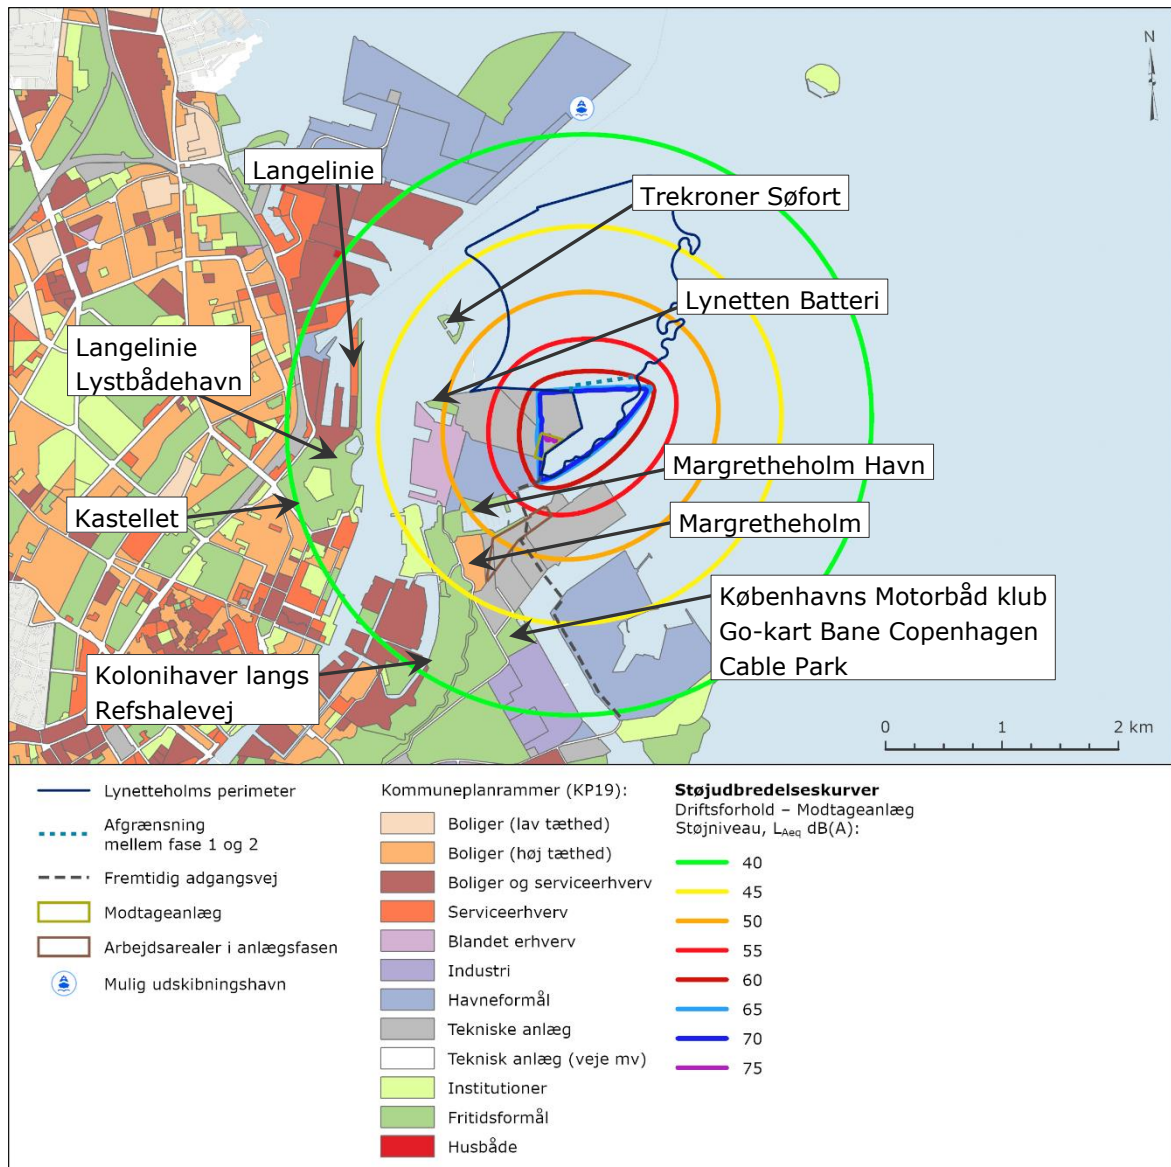 N
Langelinie
Trekroner Søfort
Lynetten Batteri
Langelinie
Lystbådehavn
Margretheholm Havn
Kastellet
Margretheholm
Københavns Motorbåd klub
Go-kart Bane Copenhagen
Cable Park
Kolonihaver langs
Refshalevej
0 1 2 km
Lynetteholms perimeter
Afgrænsning
mellem fase 1 og 2
Fremtidig adgangsvej
Modtageanlæg
Arbejdsarealer i anlægsfasen
Mulig udskibningshavn
Kommuneplanrammer (KP19):
Boliger (lav tæthed)
Boliger (høj tæthed)
Boliger og serviceerhverv
Serviceerhverv
Blandet erhverv
Industri
Havneformål
Tekniske anlæg
Teknisk anlæg (veje mv)
Institutioner
Fritidsformål
Husbåde
Støjudbredelseskurver
Driftsforhold – Modtageanlæg
Støjniveau, LAeq dB(A):
40
45
50
55
60
65
70
75